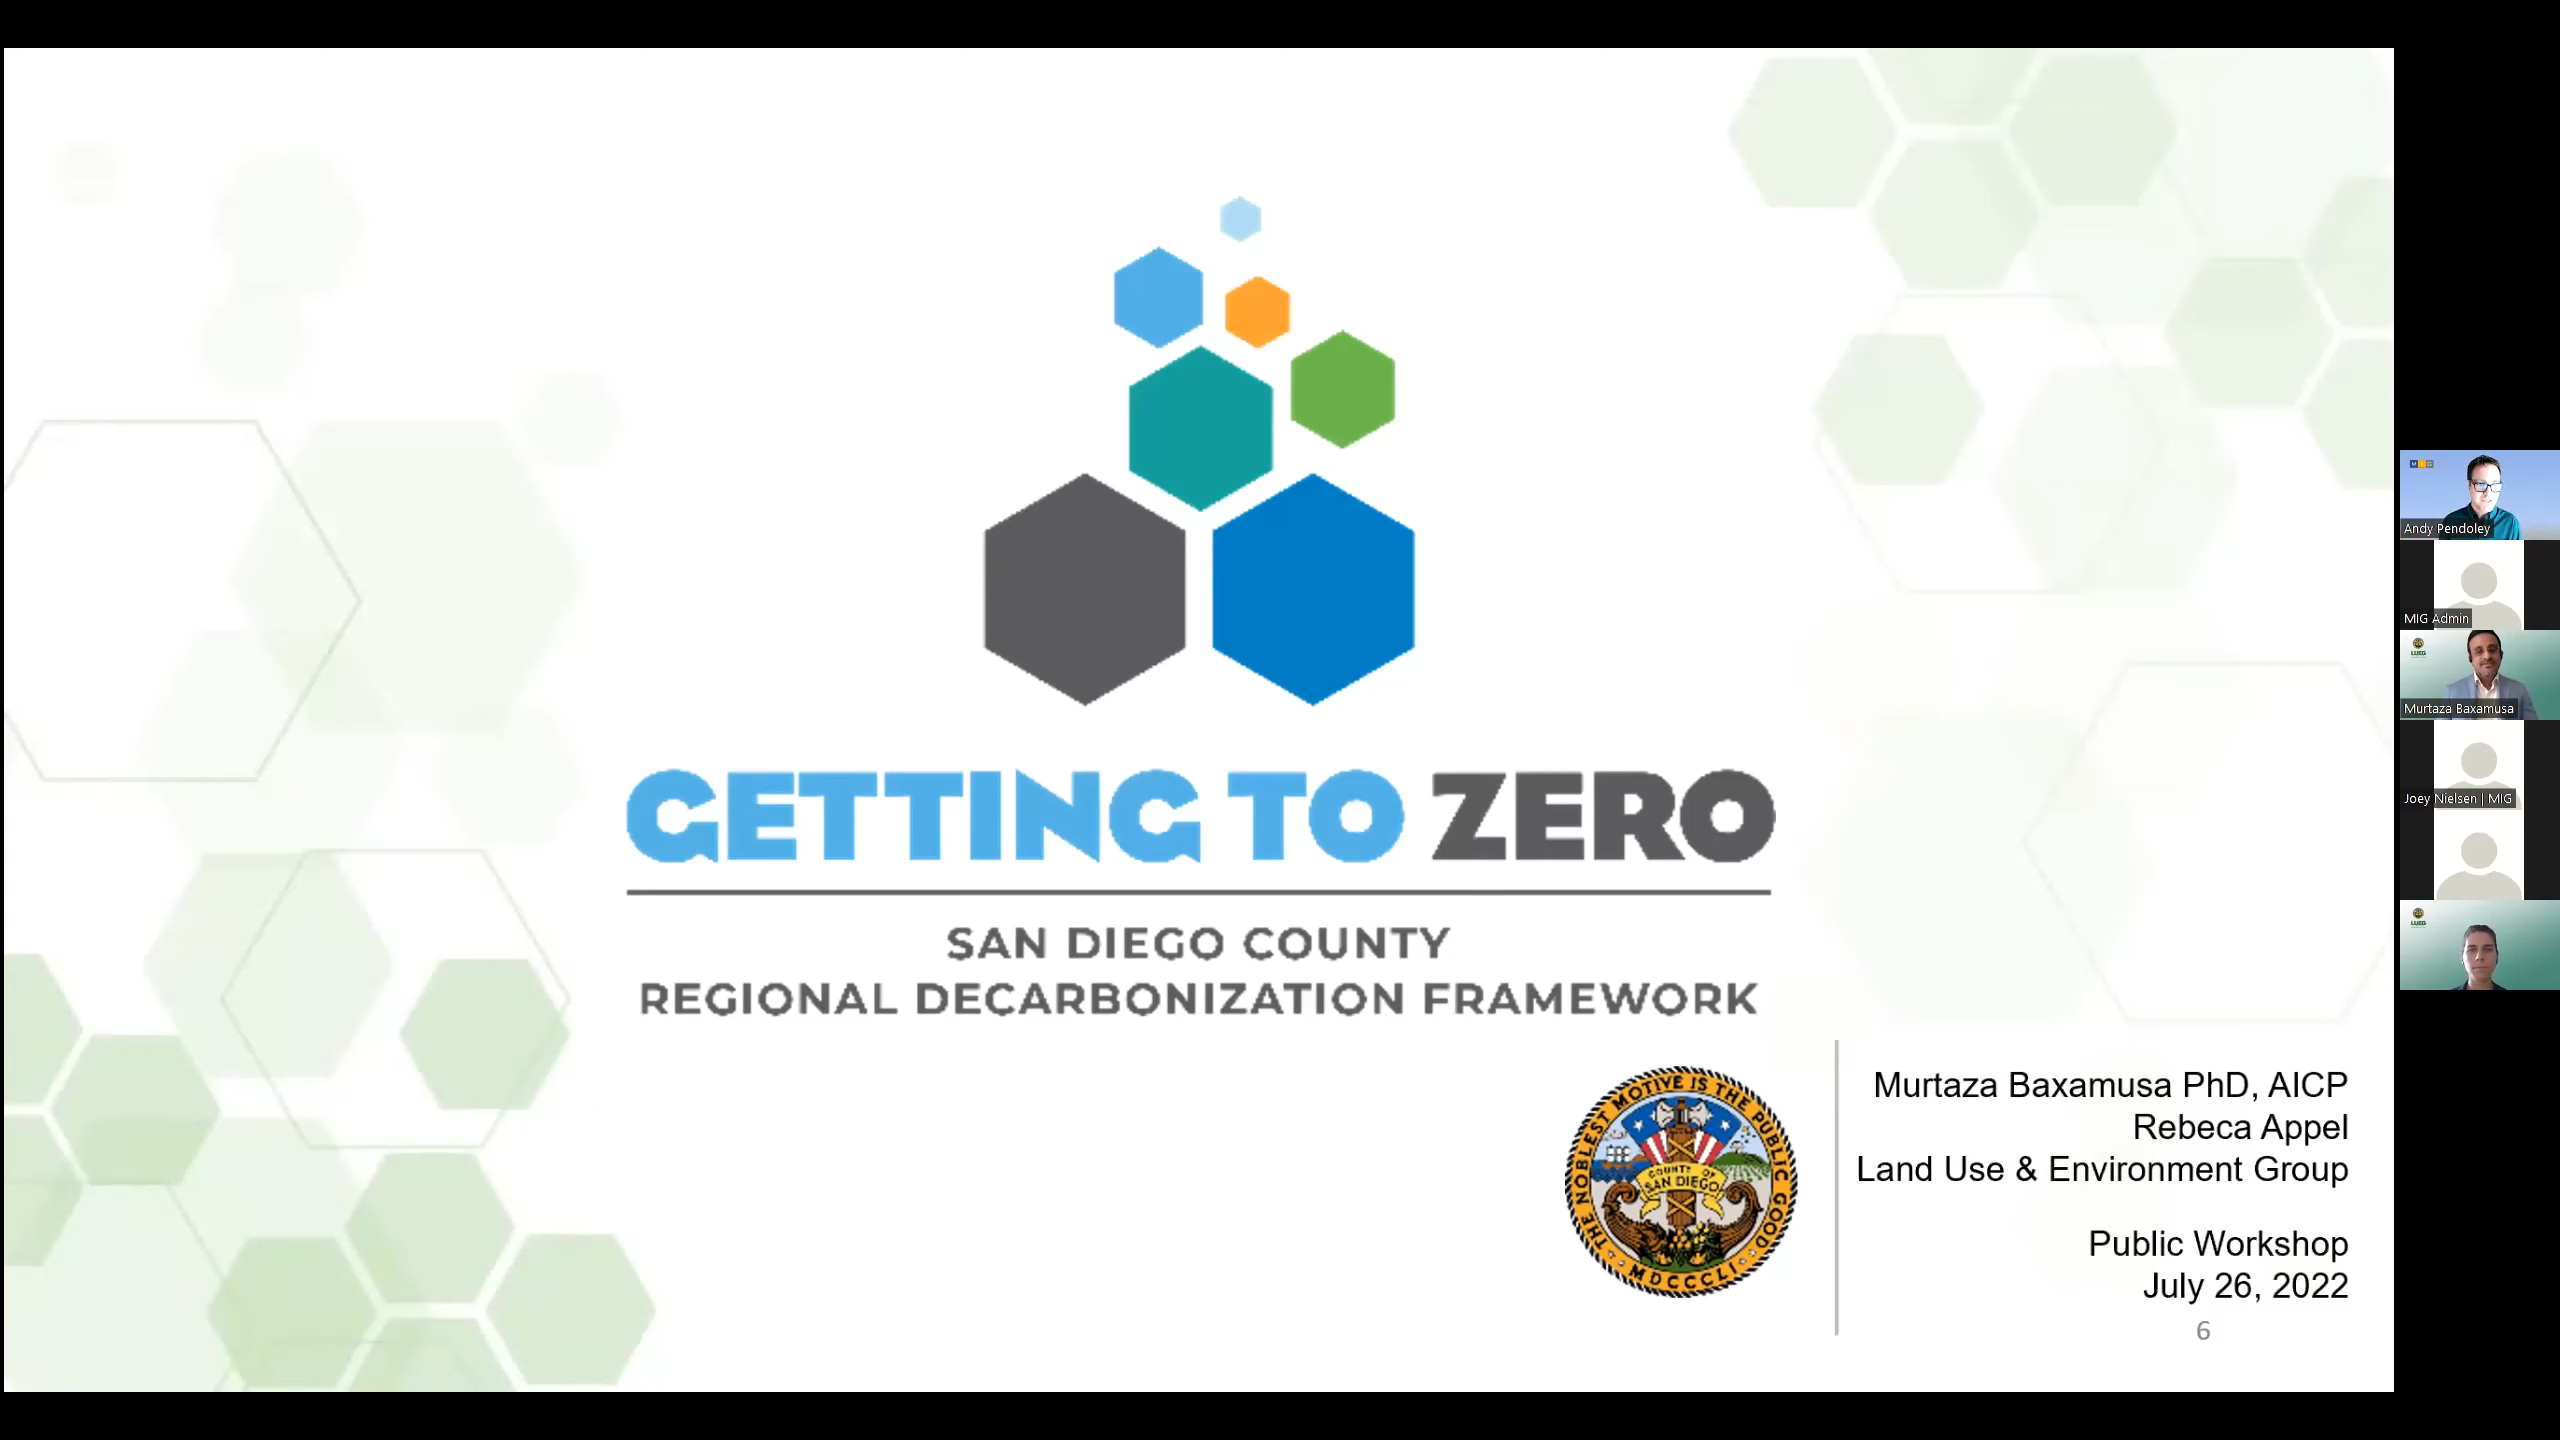 GETTING TO ZERO
SAN DIEGO COUNTY
REGIONAL DECARBONIZATION FRAMEWORK
THE NOBLEST MOTIVE IS THE PUBLIC GOOD
COUNTY OF
SAN DIEGO
MDCCCLI
Murtaza Baxamusa PhD, AICP
Rebeca Appel
Land Use & Environment Group
Public Workshop
July 26, 2022
6
Andy Pendoley
MIG Admin
LUEG
Murtaza Baxamusa
Joey Nielsen | MIG
LUEG